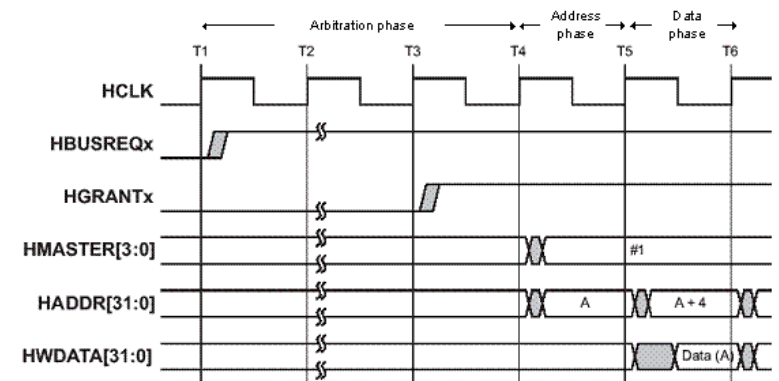 Arbitration phase
Address phase
Data phase
T1 T2 T3 T4 T5 T6
HCLK
HBUSREQx
HGRANTx
HMASTER[3:0] #1
HADDR[31:0] A A + 4
HWDATA[31:0] Data (A)